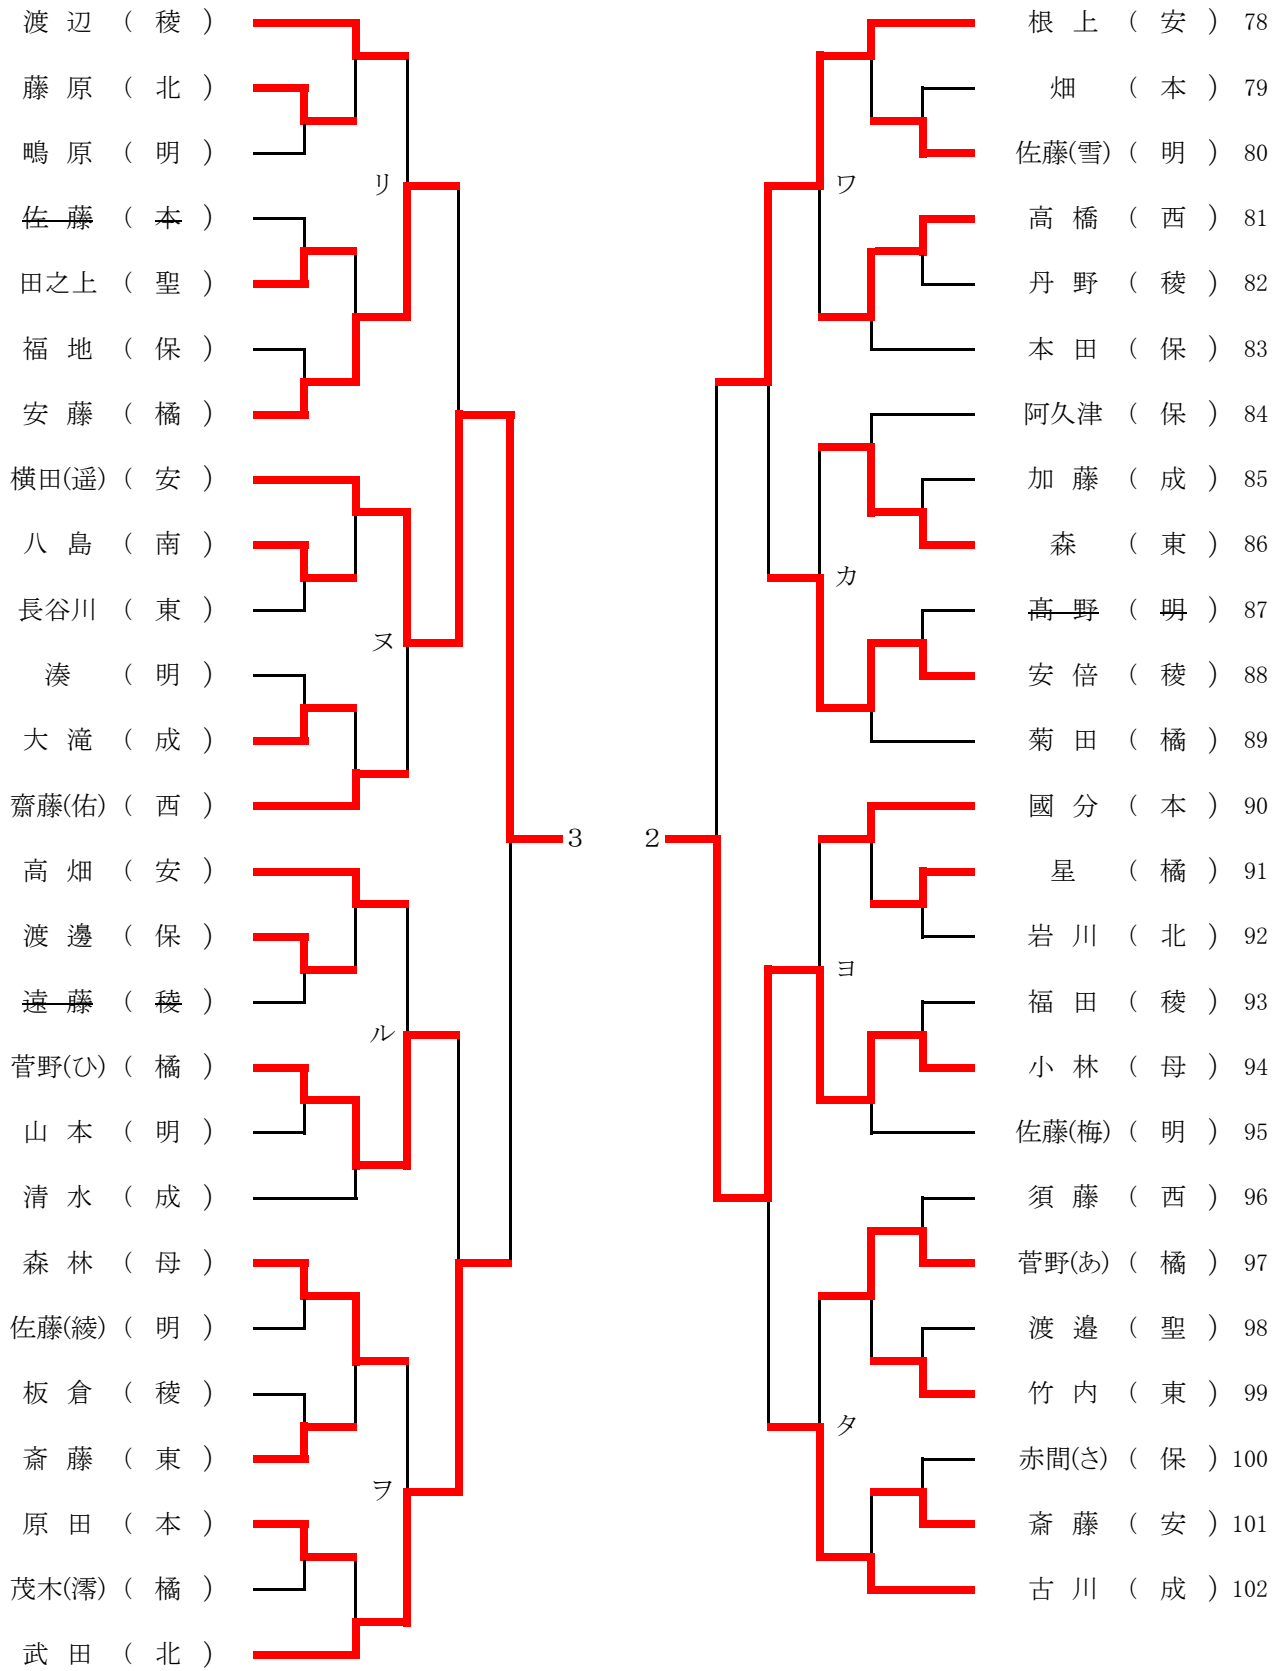 渡辺（稜）
藤原（北）
鴫原（明）
佐藤（本）
田之上（聖）
福地（保）
安藤（橘）
横田(遥)（安）
八島（南）
長谷川（東）
湊（明）
大滝（成）
齋藤(佑)（西）
高畑（安）
渡邊（保）
遠藤（稜）
菅野(ひ)（橘）
山本（明）
清水（成）
森林（母）
佐藤(綾)（明）
板倉（稜）
斎藤（東）
原田（本）
茂木(澪)（橘）
武田（北）
リ
ヌ
ル
ヲ
3
2
ワ
カ
ヨ
タ
根上（安）78
畑（本）79
佐藤(雪)（明）80
高橋（西）81
丹野（稜）82
本田（保）83
阿久津（保）84
加藤（成）85
森（東）86
髙野（明）87
安倍（稜）88
菊田（橘）89
國分（本）90
星（橘）91
岩川（北）92
福田（稜）93
小林（母）94
佐藤(梅)（明）95
須藤（西）96
菅野(あ)（橘）97
渡邉（聖）98
竹内（東）99
赤間(さ)（保）100
斎藤（安）101
古川（成）102